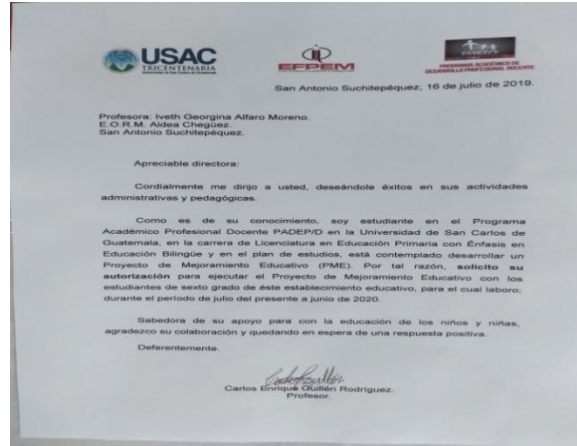 USAC
TRICENTENARIA
Universidad de San Carlos de Guatemala
EFPEM
PADEP/D
PROGRAMA ACADÉMICO DE
DESARROLLO PROFESIONAL DOCENTE
San Antonio Suchitepéquez; 16 de julio de 2019.
Profesora: Iveth Georgina Alfaro Moreno.
E.O.R.M. Aldea Chegüez.
San Antonio Suchitepéquez.
Apreciable directora:
Cordialmente me dirijo a usted, deseándole éxitos en sus actividades
administrativas y pedagógicas.
Como es de su conocimiento, soy estudiante en el Programa
Académico Profesional Docente PADEP/D en la Universidad de San Carlos de
Guatemala, en la carrera de Licenciatura en Educación Primaria con Énfasis en
Educación Bilingüe y en el plan de estudios, está contemplado desarrollar un
Proyecto de Mejoramiento Educativo (PME). Por tal razón, solicito su
autorización para ejecutar el Proyecto de Mejoramiento Educativo con los
estudiantes de sexto grado de éste establecimiento educativo, para el cual laboro;
durante el período de julio del presente a junio de 2020.
Sabedora de su apoyo para con la educación de los niños y niñas,
agradezco su colaboración y quedando en espera de una respuesta positiva.
Deferentemente.
Carlos Enrique Guillén Rodríguez.
Profesor.